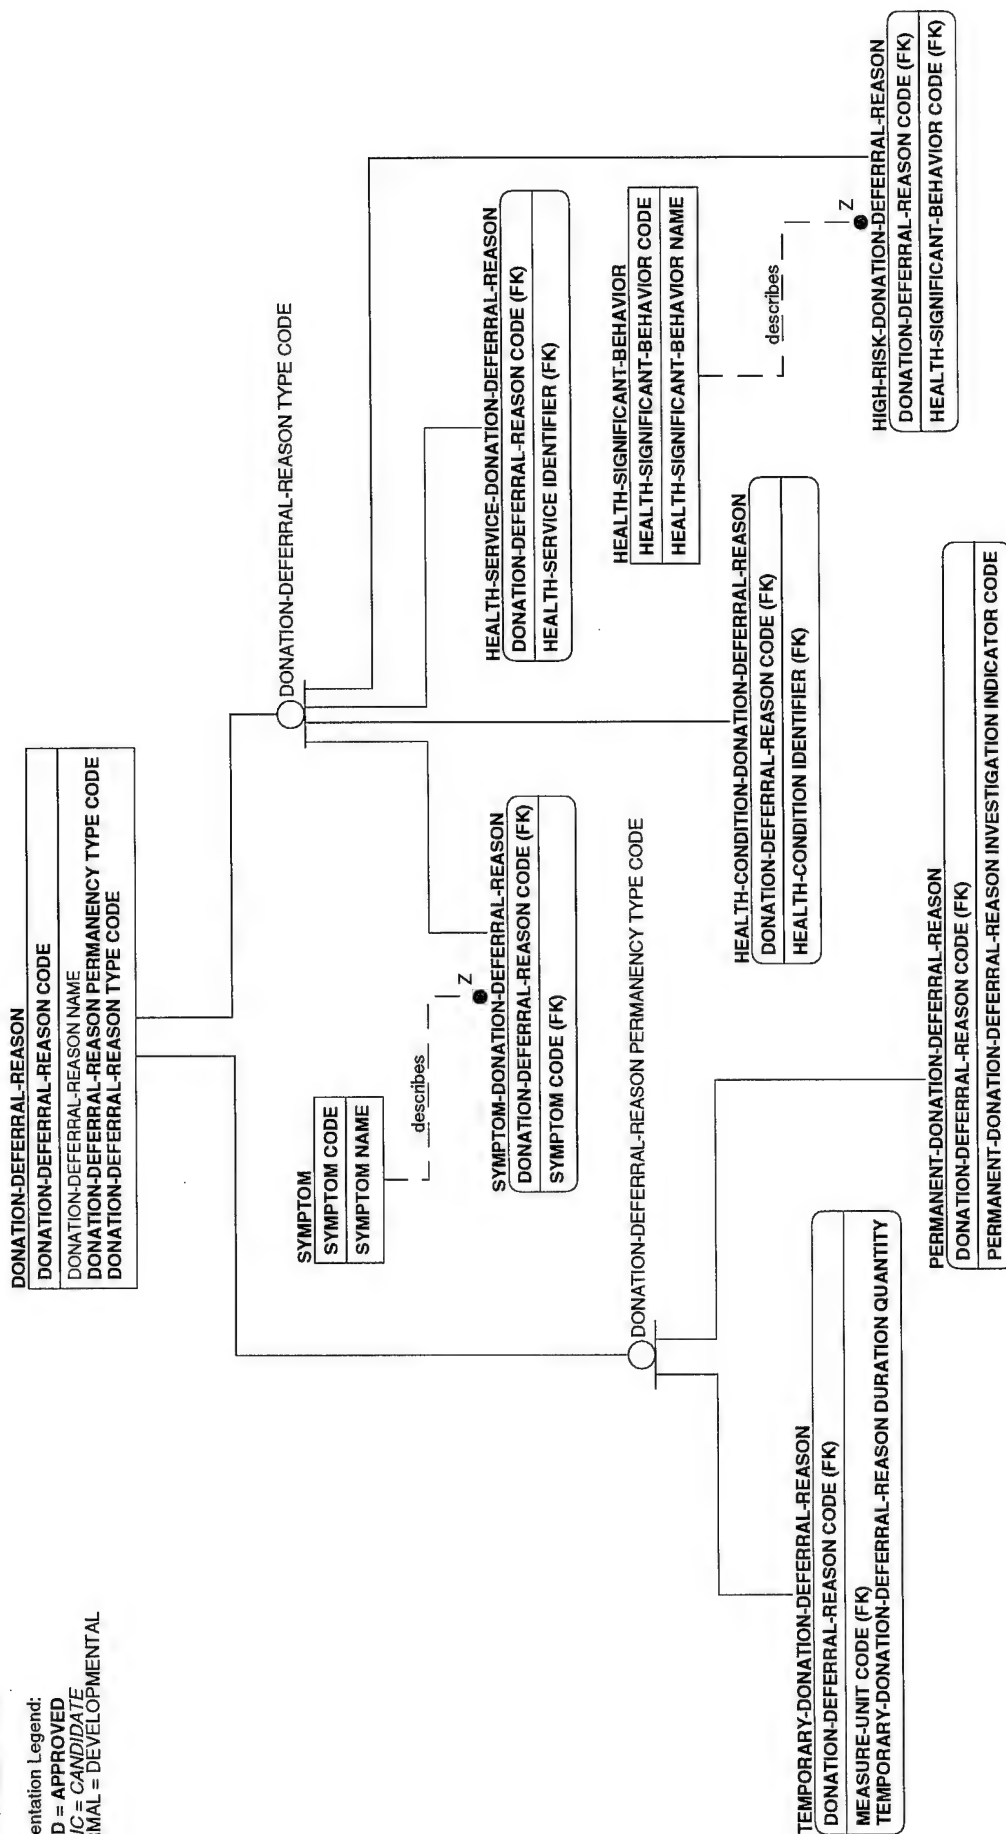 entation Legend:
D = APPROVED
IC = CANDIDATE
RMAL = DEVELOPMENTAL
DONATION-DEFERRAL-REASON
DONATION-DEFERRAL-REASON CODE
DONATION-DEFERRAL-REASON NAME
DONATION-DEFERRAL-REASON PERMANENCY TYPE CODE
DONATION-DEFERRAL-REASON TYPE CODE
DONATION-DEFERRAL-REASON TYPE CODE
SYMPTOM
SYMPTOM CODE
SYMPTOM NAME
describes
Z
SYMPTOM-DONATION-DEFERRAL-REASON
DONATION-DEFERRAL-REASON CODE (FK)
SYMPTOM CODE (FK)
HEALTH-SERVICE-DONATION-DEFERRAL-REASON
DONATION-DEFERRAL-REASON CODE (FK)
HEALTH-SERVICE IDENTIFIER (FK)
HEALTH-SIGNIFICANT-BEHAVIOR
HEALTH-SIGNIFICANT-BEHAVIOR CODE
HEALTH-SIGNIFICANT-BEHAVIOR NAME
describes
Z
DONATION-DEFERRAL-REASON PERMANENCY TYPE CODE
HEALTH-CONDITION-DONATION-DEFERRAL-REASON
DONATION-DEFERRAL-REASON CODE (FK)
HEALTH-CONDITION IDENTIFIER (FK)
HIGH-RISK-DONATION-DEFERRAL-REASON
DONATION-DEFERRAL-REASON CODE (FK)
HEALTH-SIGNIFICANT-BEHAVIOR CODE (FK)
TEMPORARY-DONATION-DEFERRAL-REASON
DONATION-DEFERRAL-REASON CODE (FK)
MEASURE-UNIT CODE (FK)
TEMPORARY-DONATION-DEFERRAL-REASON DURATION QUANTITY
PERMANENT-DONATION-DEFERRAL-REASON
DONATION-DEFERRAL-REASON CODE (FK)
PERMANENT-DONATION-DEFERRAL-REASON INVESTIGATION INDICATOR CODE